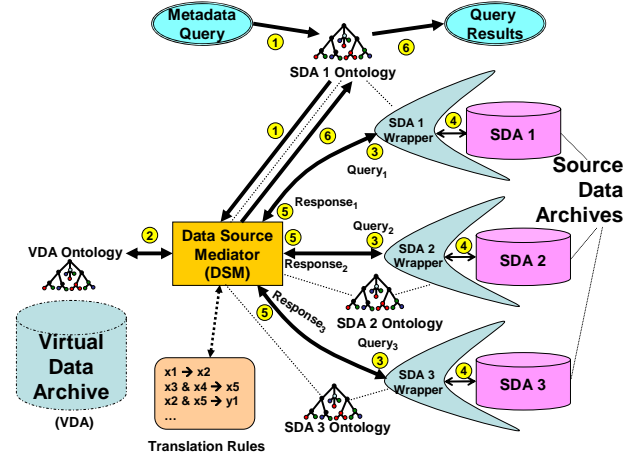 Metadata
Query
1
6
Query
Results
SDA 1 Ontology
1
6
SDA 1
Wrapper
4
SDA 1
3
Query1
Source
Data
Archives
5
Response1
VDA Ontology
2
Data Source
Mediator
(DSM)
5
Response2
Query2
3
SDA 2
Wrapper
4
SDA 2
SDA 2 Ontology
5
Response3
Query3
3
SDA 3
Wrapper
4
SDA 3
SDA 3 Ontology
Virtual
Data
Archive
(VDA)
x1 → x2
x3 & x4 → x5
x2 & x5 → y1
...
Translation Rules